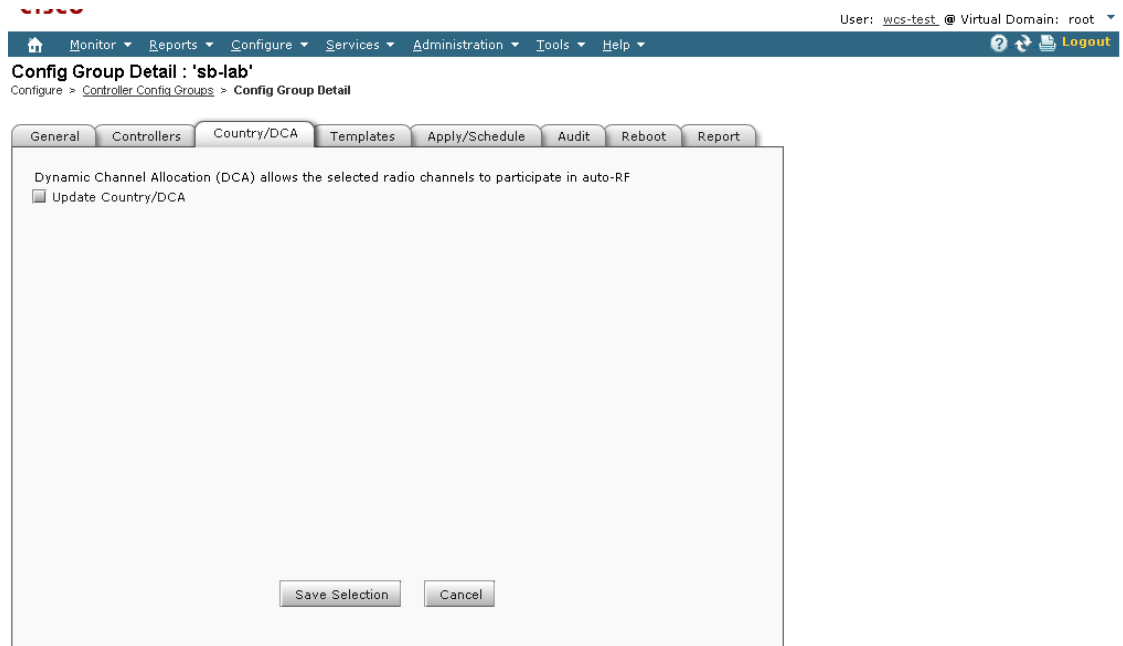 User: wcs-test @ Virtual Domain: root
Monitor Reports Configure Services Administration Tools Help Logout
Config Group Detail : 'sb-lab'
Configure > Controller Config Groups > Config Group Detail
General Controllers Country/DCA Templates Apply/Schedule Audit Reboot Report
Dynamic Channel Allocation (DCA) allows the selected radio channels to participate in auto-RF
Update Country/DCA
Save Selection Cancel